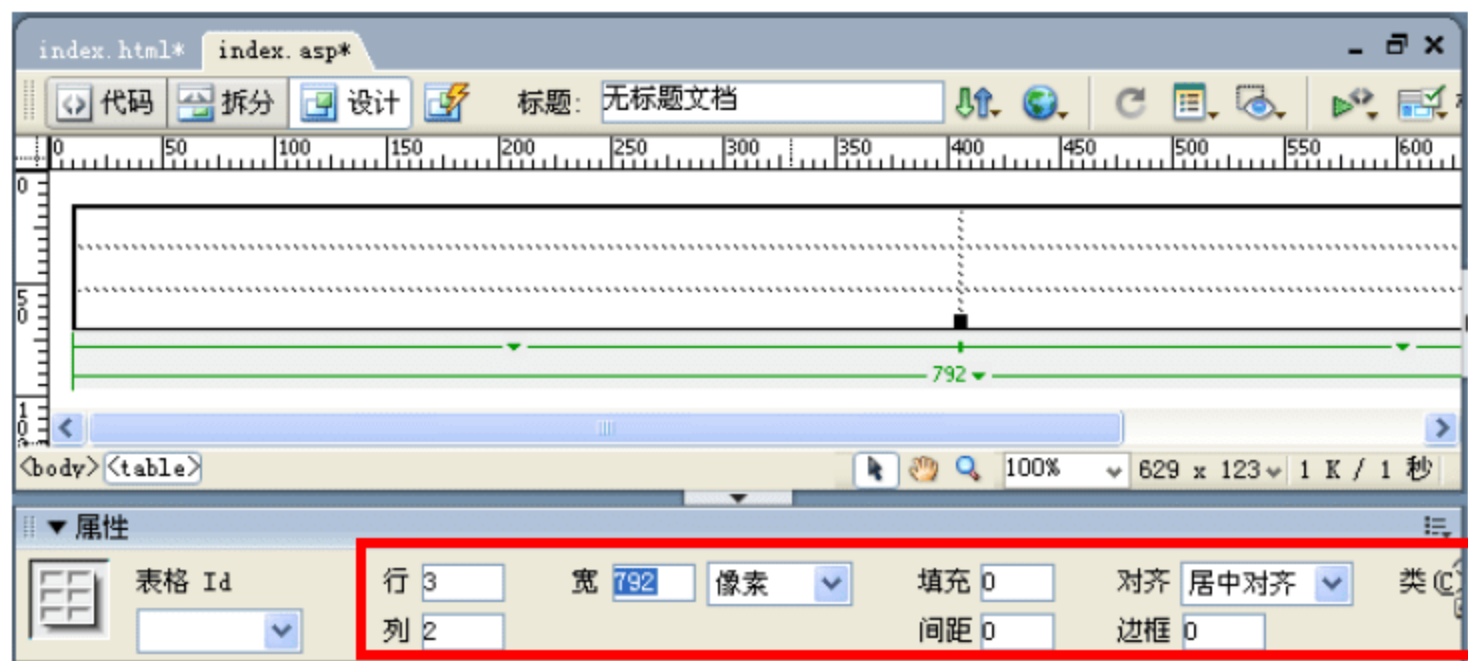 index.html* index.asp*
代码 拆分 设计 标题: 无标题文档
0 50 100 150 200 250 300 350 400 450 500 550 600
0
50
792
100
<body> <table> 100% 629 x 123 1 K / 1 秒
属性
表格 Id 行 3 宽 792 像素 填充 0 对齐 居中对齐 类(C)
列 2 间距 0 边框 0